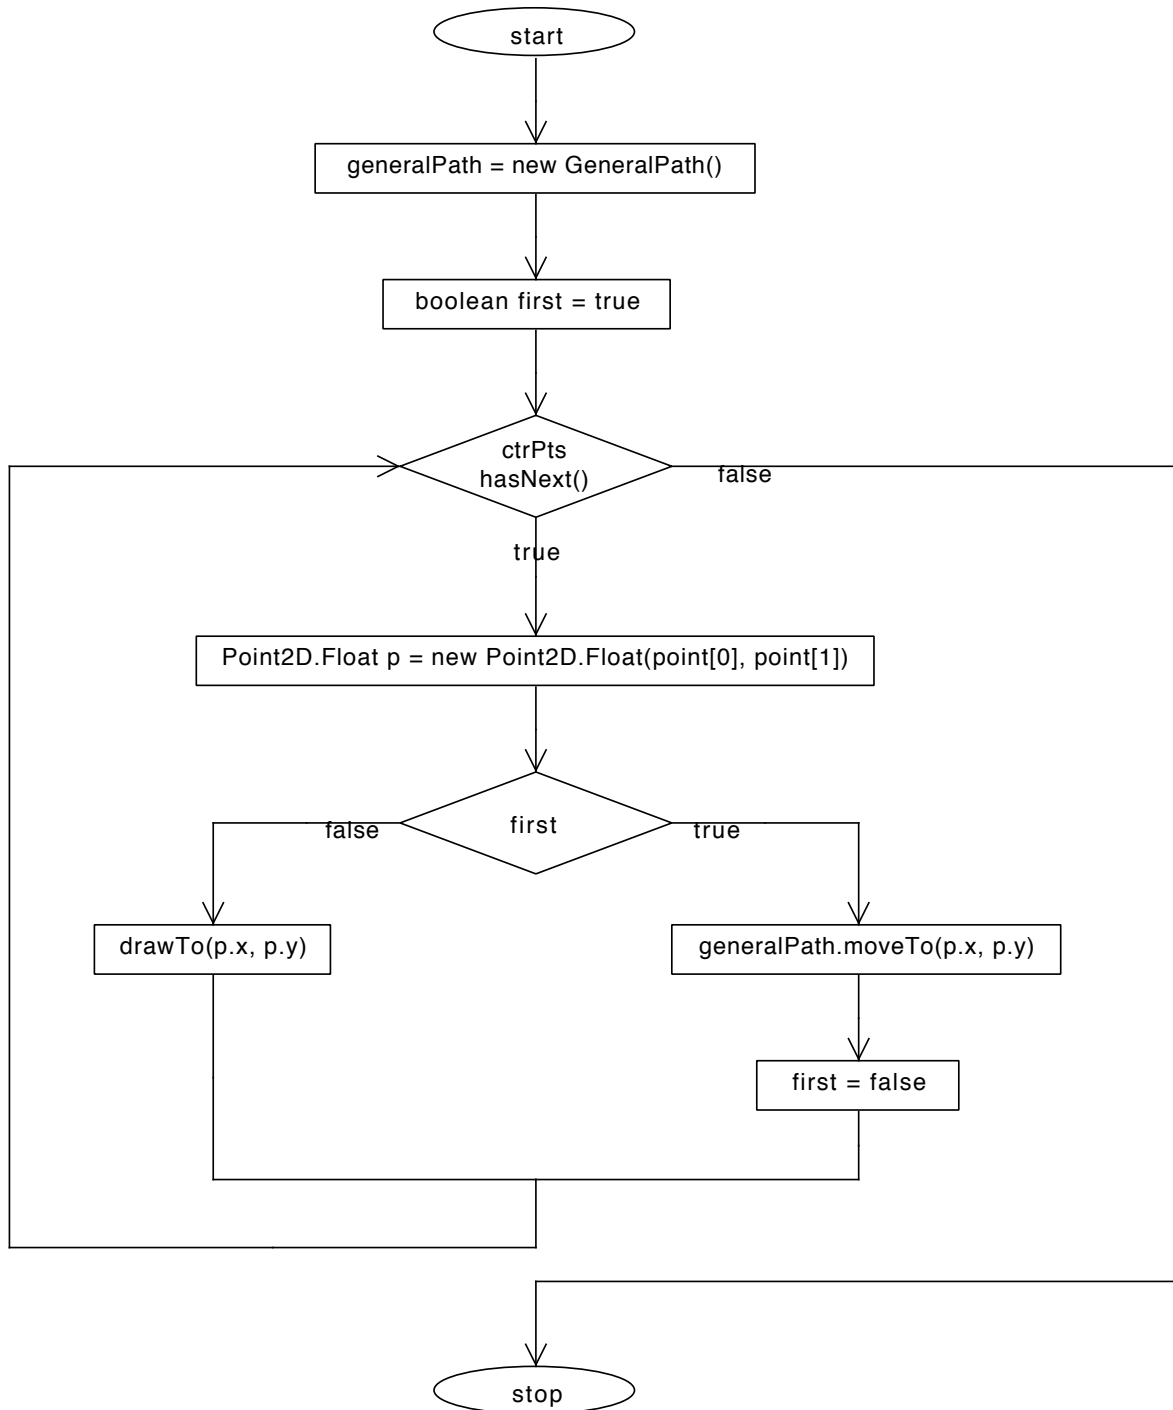 start
generalPath = new GeneralPath()
boolean first = true
ctrPts
hasNext()
false
true
Point2D.Float p = new Point2D.Float(point[0], point[1])
first
false
true
drawTo(p.x, p.y)
generalPath.moveTo(p.x, p.y)
first = false
stop